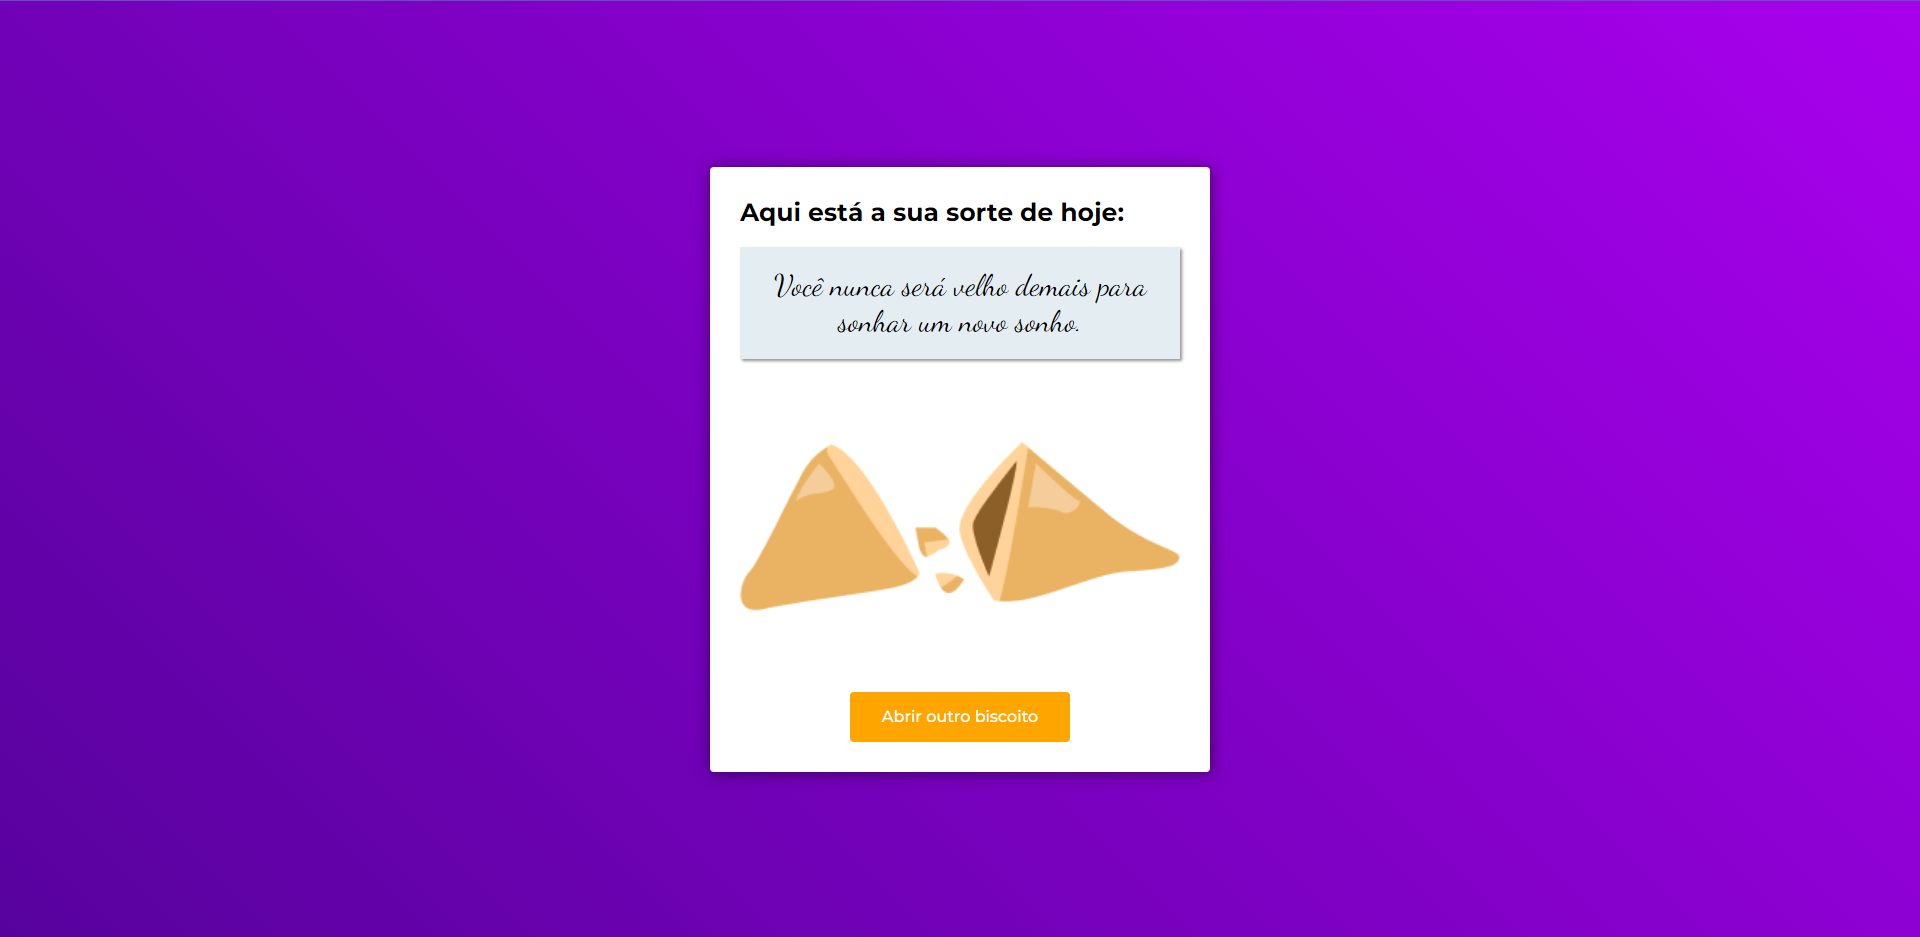 Aqui está a sua sorte de hoje:
Você nunca será velho demais para
sonhar um novo sonho.
Abrir outro biscoito